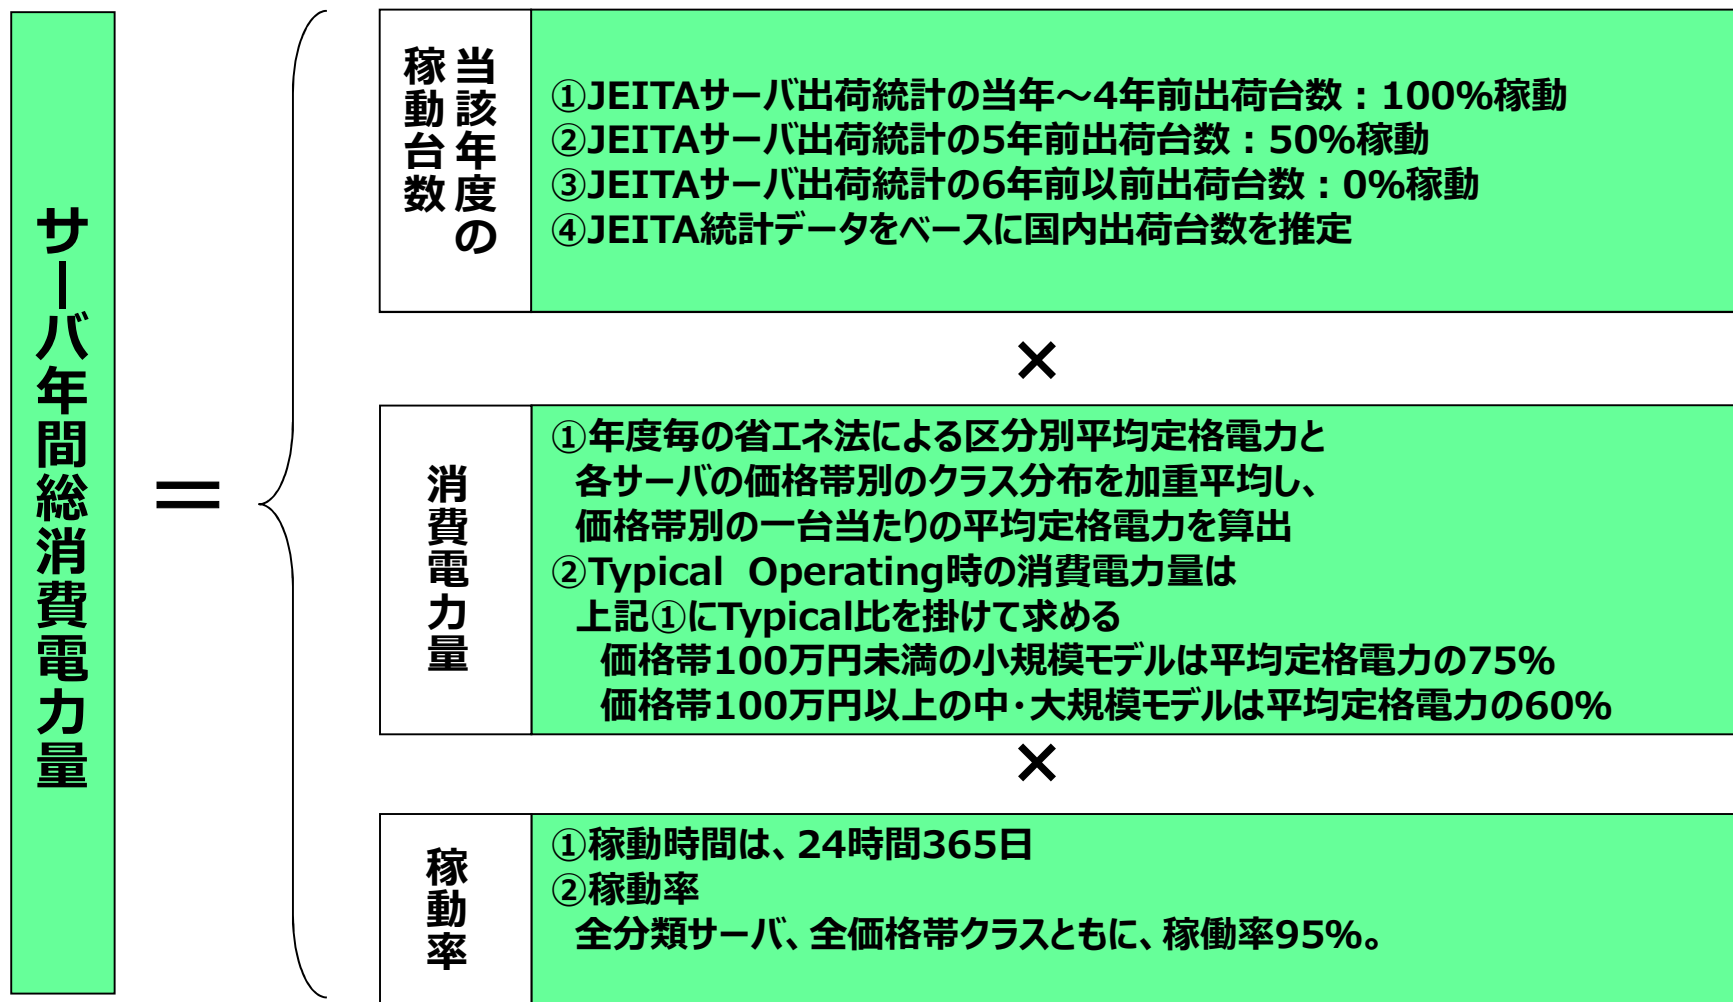 サーバ年間総消費電力量
＝
当該年度の
稼動台数
①JEITAサーバ出荷統計の当年～4年前出荷台数：100%稼動
②JEITAサーバ出荷統計の5年前出荷台数：50%稼動
③JEITAサーバ出荷統計の6年前以前出荷台数：0%稼動
④JEITA統計データをベースに国内出荷台数を推定
×
消費電力量
①年度毎の省エネ法による区分別平均定格電力と
各サーバの価格帯別のクラス分布を加重平均し、
価格帯別の一台当たりの平均定格電力を算出
②Typical Operating時の消費電力量は
上記①にTypical比を掛けて求める
価格帯100万円未満の小規模モデルは平均定格電力の75%
価格帯100万円以上の中･大規模モデルは平均定格電力の60%
×
稼動率
①稼動時間は、24時間365日
②稼動率
全分類サーバ、全価格帯クラスともに、稼働率95%。